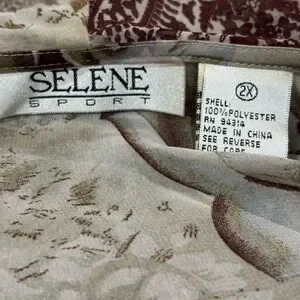 SELENE
SPORT
2X
SHELL:
100%POLYESTER
RN 94314
MADE IN CHINA
SEE REVERSE
FOR CARE